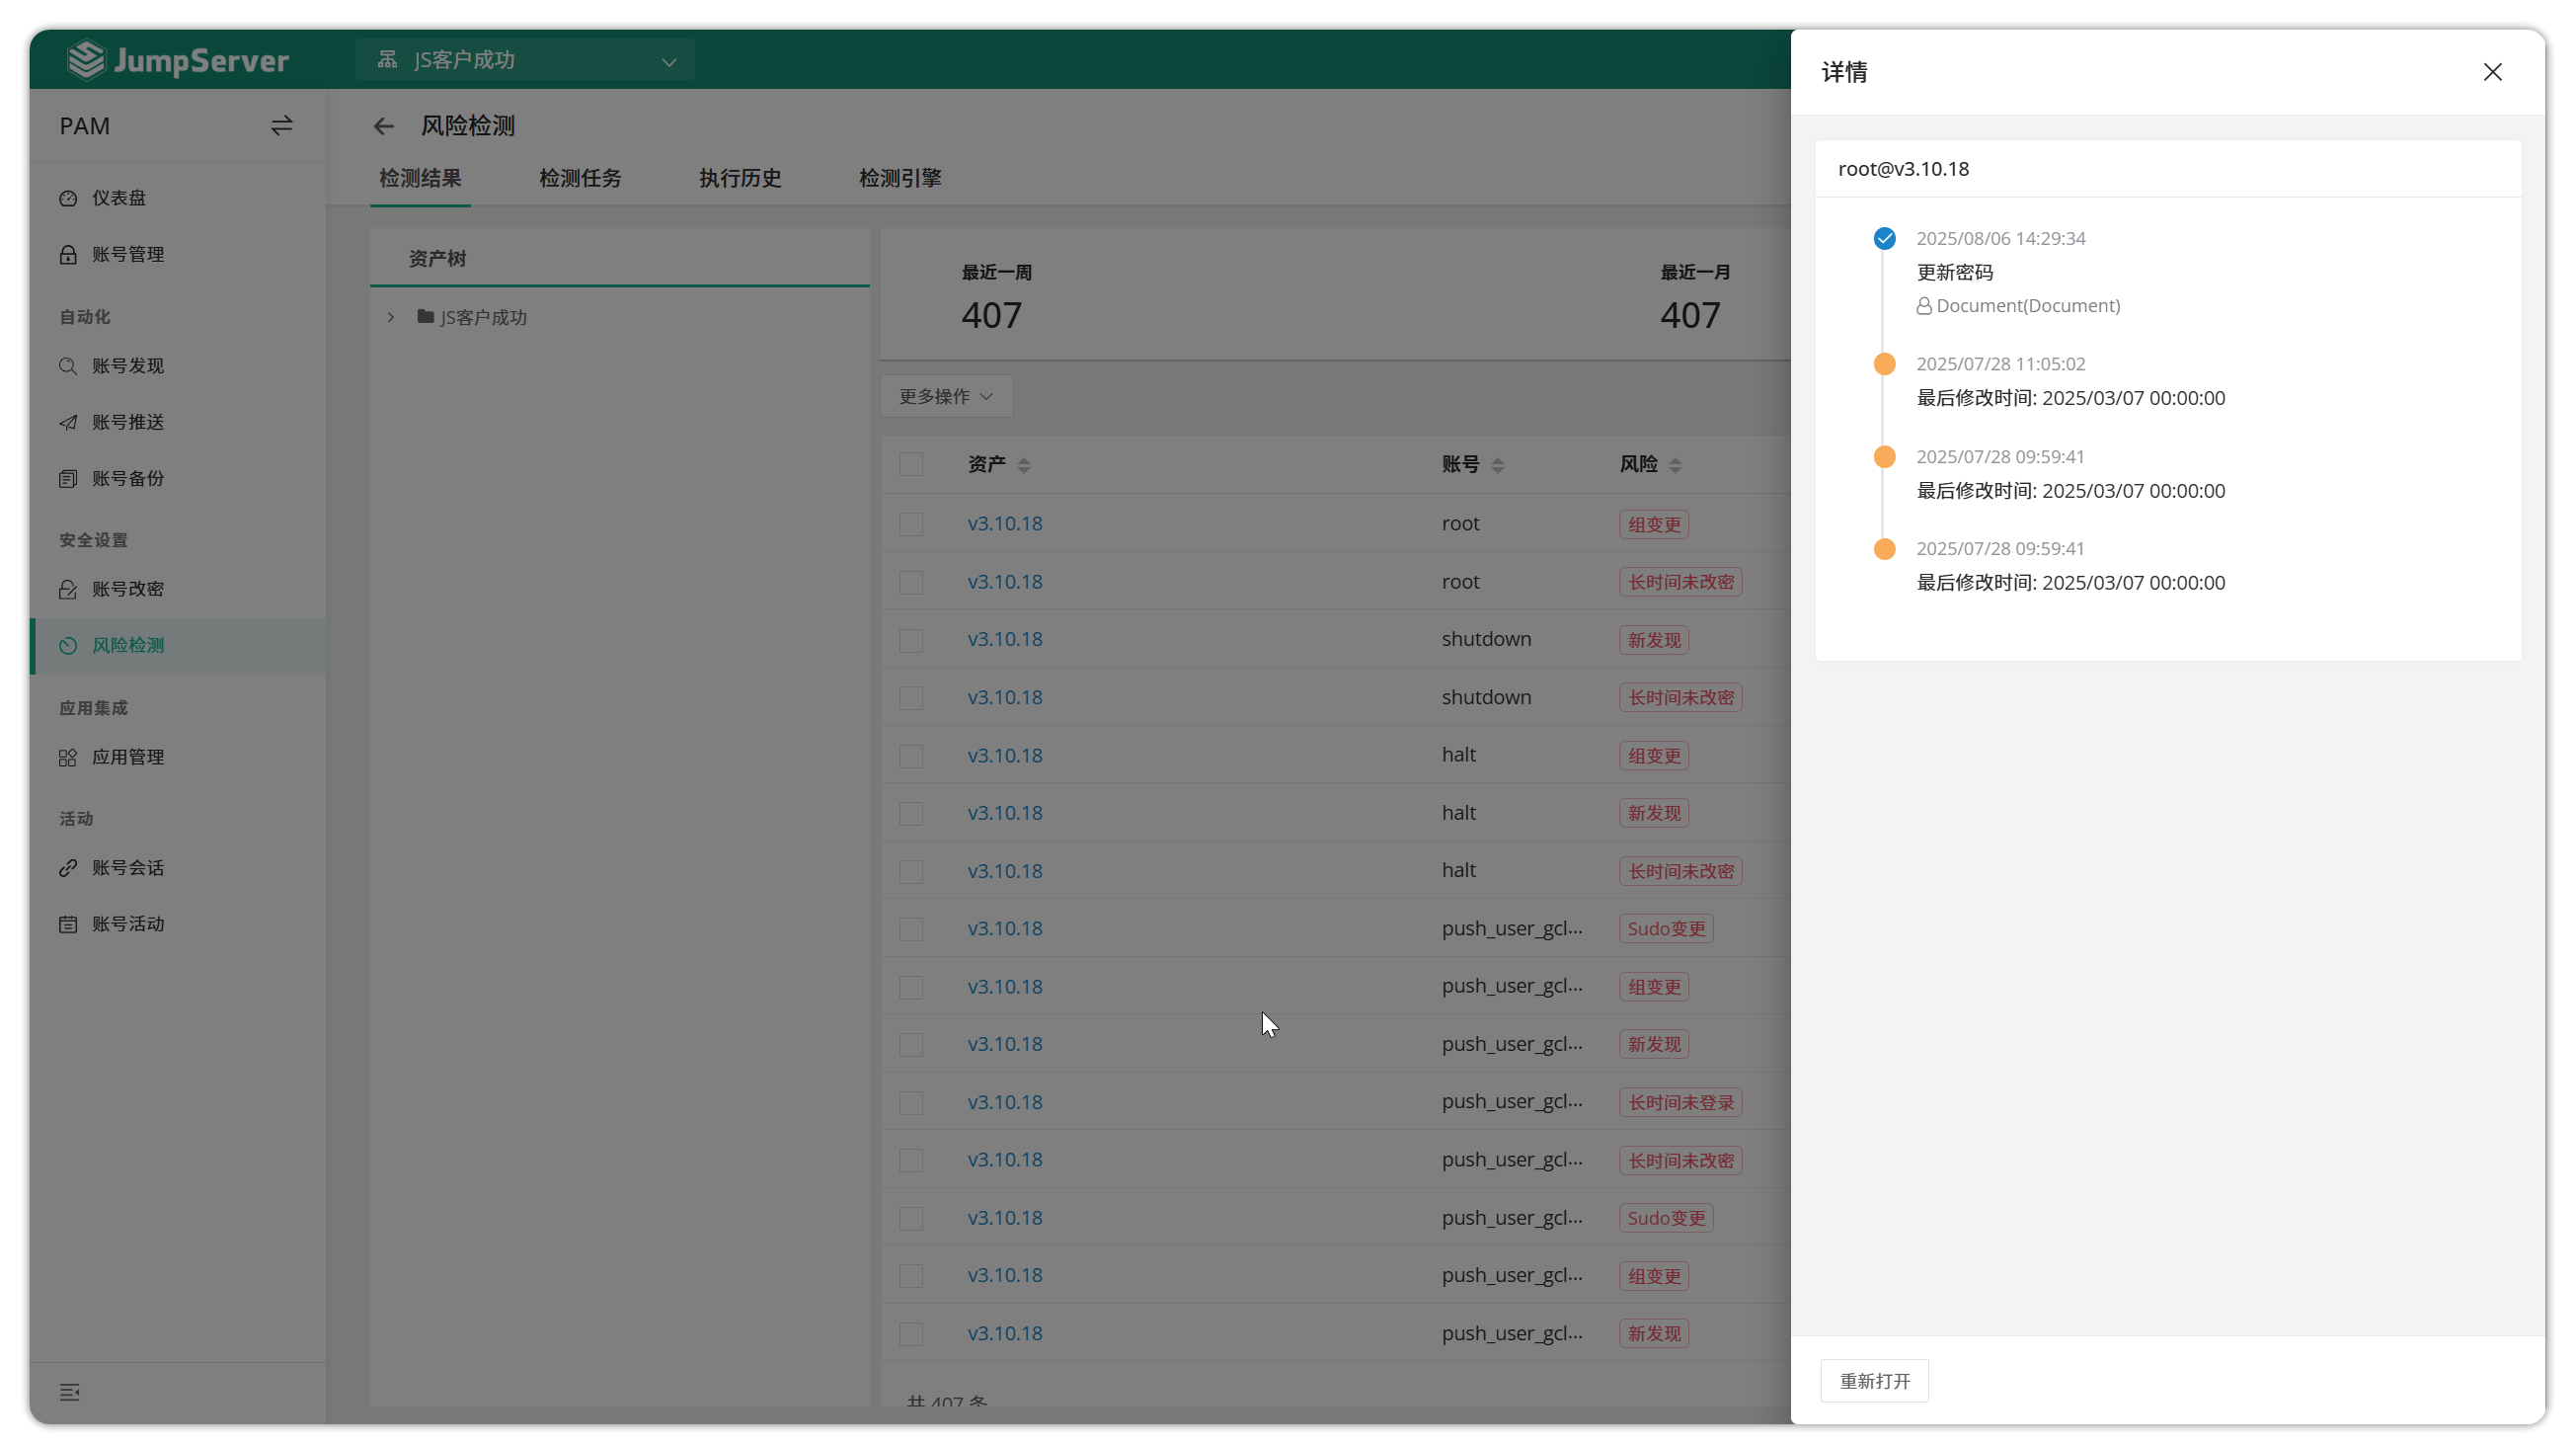 JumpServer
JS客户成功
PAM
仪表盘
账号管理
自动化
账号发现
账号推送
账号备份
安全设置
账号改密
风险检测
应用集成
应用管理
活动
账号会话
账号活动
风险检测
检测结果 检测任务 执行历史 检测引擎
资产树
JS客户成功
最近一周 最近一月
407 407
更多操作
资产 账号 风险
v3.10.18 root 组变更
v3.10.18 root 长时间未改密
v3.10.18 shutdown 新发现
v3.10.18 shutdown 长时间未改密
v3.10.18 halt 组变更
v3.10.18 halt 新发现
v3.10.18 halt 长时间未改密
v3.10.18 push_user_gcl... Sudo变更
v3.10.18 push_user_gcl... 组变更
v3.10.18 push_user_gcl... 新发现
v3.10.18 push_user_gcl... 长时间未登录
v3.10.18 push_user_gcl... 长时间未改密
v3.10.18 push_user_gcl... Sudo变更
v3.10.18 push_user_gcl... 组变更
v3.10.18 push_user_gcl... 新发现
共 407 条
详情
root@v3.10.18
2025/08/06 14:29:34
更新密码
Document(Document)
2025/07/28 11:05:02
最后修改时间: 2025/03/07 00:00:00
2025/07/28 09:59:41
最后修改时间: 2025/03/07 00:00:00
2025/07/28 09:59:41
最后修改时间: 2025/03/07 00:00:00
重新打开